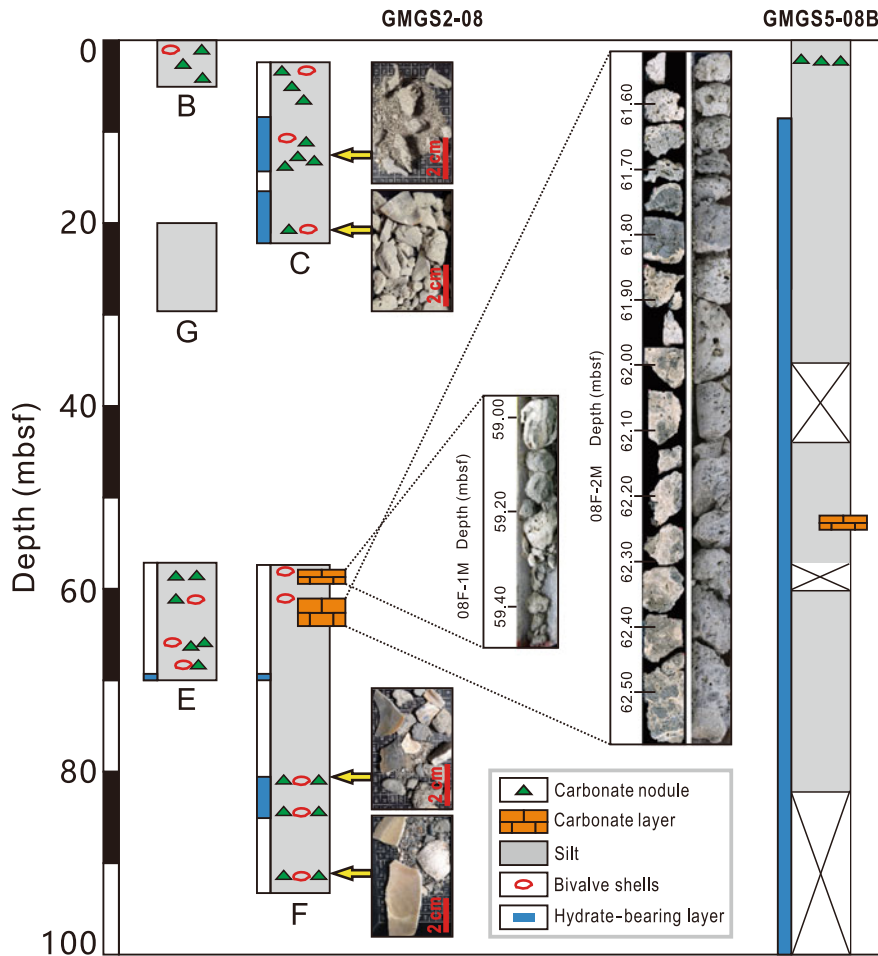 GMGS2-08
GMGS5-08B
Depth (mbsf)
0
20
40
60
80
100
B
G
C
E
F
2 cm
2 cm
2 cm
2 cm
08F-1M Depth (mbsf)
59.00
59.20
59.40
08F-2M Depth (mbsf)
61.60
61.70
61.80
61.90
62.00
62.10
62.20
62.30
62.40
62.50
Carbonate nodule
Carbonate layer
Silt
Bivalve shells
Hydrate-bearing layer